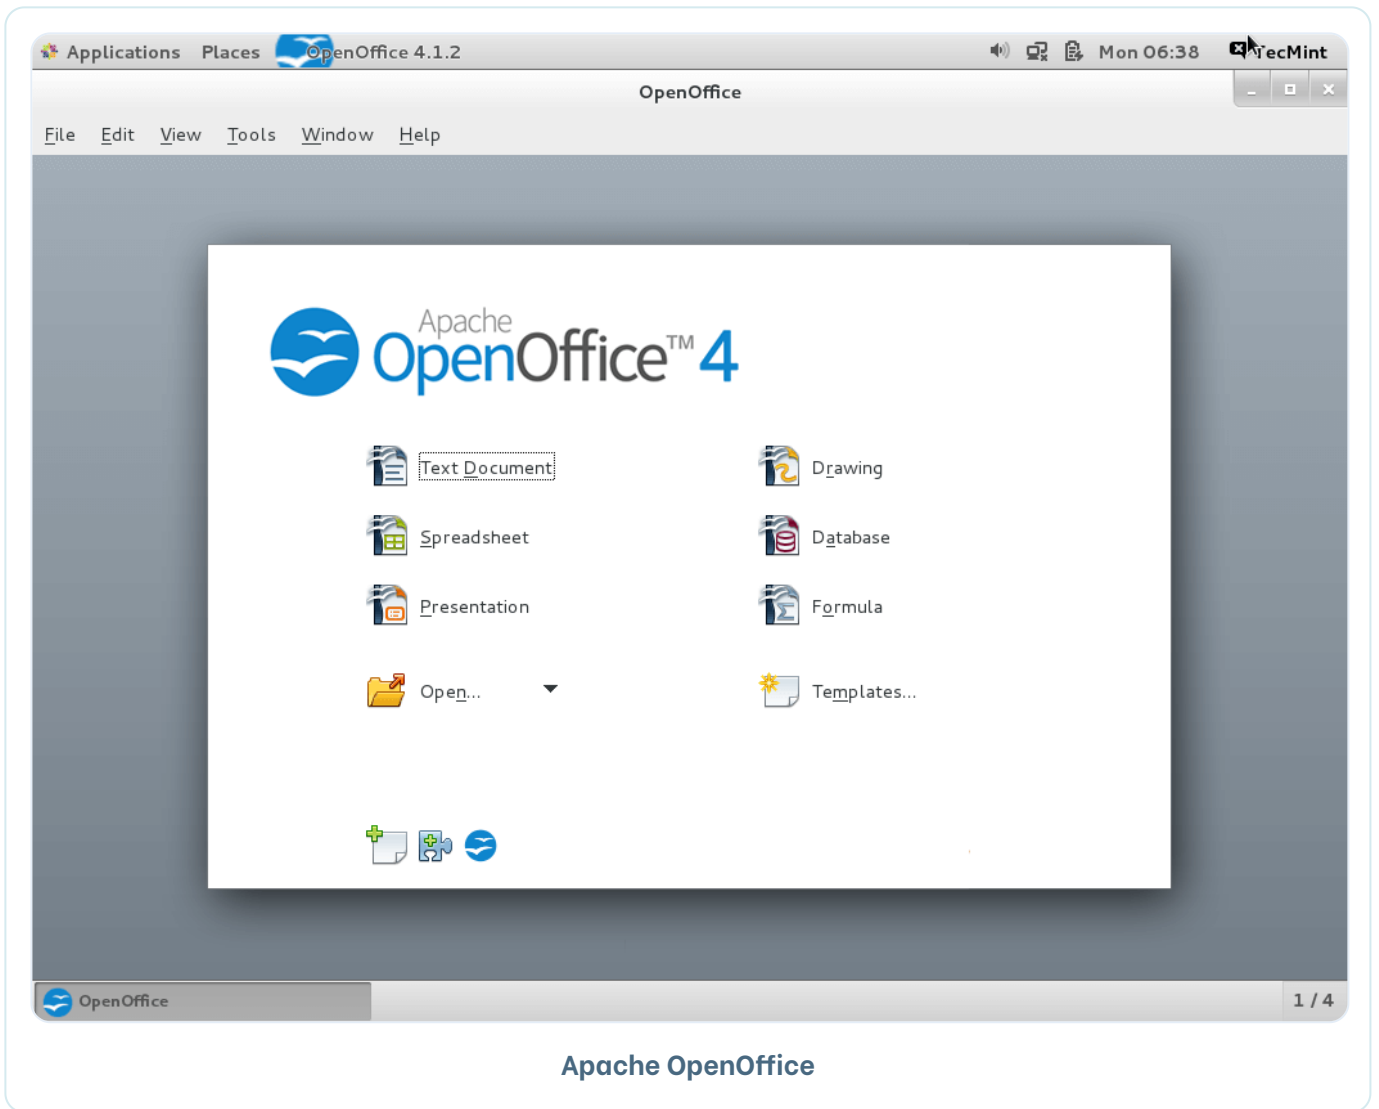 Applications Places OpenOffice 4.1.2 Mon 06:38 TecMint
OpenOffice
File Edit View Tools Window Help
Apache
OpenOffice™ 4
Text Document Drawing
Spreadsheet Database
Presentation Formula
Open... Templates...
OpenOffice 1 / 4
Apache OpenOffice